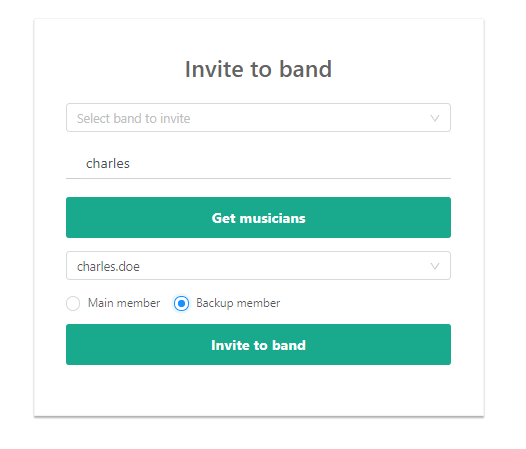 Invite to band
Select band to invite
charles
Get musicians
charles.doe
Main member Backup member
Invite to band